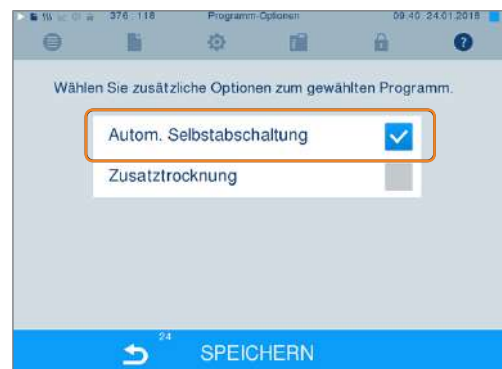 376 118 Programm-Optionen 09:40 24.01.2018
Wählen Sie zusätzliche Optionen zum gewählten Programm.
Autom. Selbstabschaltung
Zusatztrocknung
24
SPEICHERN